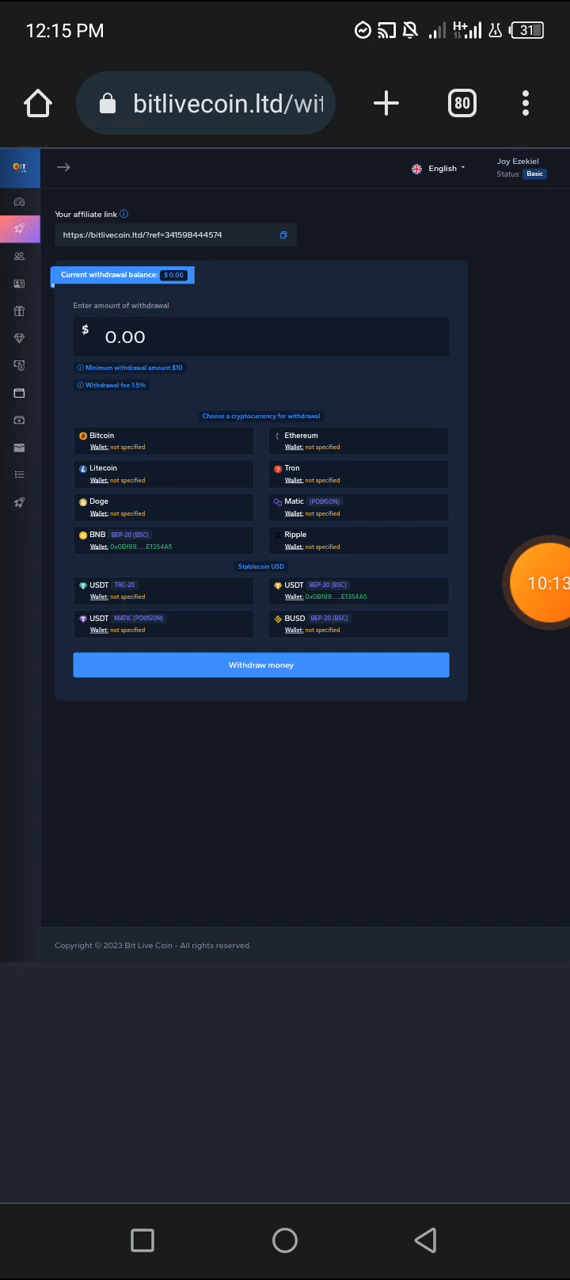 12:15 PM
H+
31
bitlivecoin.ltd/wit
80
BIT
English
Joy Ezekiel
Status: Basic
Your affiliate link
https://bitlivecoin.ltd/?ref=341598444574
Current withdrawal balance: $ 0.00
Enter amount of withdrawal
$ 0.00
Minimum withdrawal amount $10
Withdrawal fee 1,5%
Choose a cryptocurrency for withdrawal
Bitcoin
Wallet: not specified
Ethereum
Wallet: not specified
Litecoin
Wallet: not specified
Tron
Wallet: not specified
Doge
Wallet: not specified
Matic (POLYGON)
Wallet: not specified
BNB BEP-20 (BSC)
Wallet: 0x0Bf89......E1354A5
Ripple
Wallet: not specified
Stablecoin USD
USDT TRC-20
Wallet: not specified
USDT BEP-20 (BSC)
Wallet: 0x0Bf89......E1354A5
USDT MATIC (POLYGON)
Wallet: not specified
BUSD BEP-20 (BSC)
Wallet: not specified
Withdraw money
10:13
Copyright © 2023 Bit Live Coin - All rights reserved.